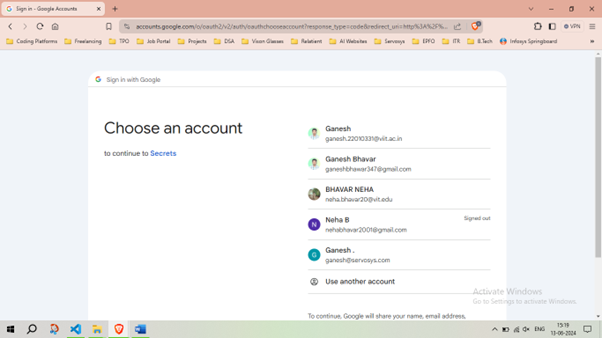 Sign in - Google Accounts
accounts.google.com/o/oauth2/v2/auth/oauthchooseaccount?response_type=code&redirect_uri=http%3A%2F%...
VPN
Coding Platforms Freelancing TPO Job Portal Projects DSA Vison Glasses Relatient AI Websites Servosys EPFO ITR B.Tech Infosys Springboard
Sign in with Google
Choose an account
to continue to Secrets
Ganesh
ganesh.22010331@viit.ac.in
Ganesh Bhavar
ganeshbhawar347@gmail.com
BHAVAR NEHA
neha.bhavar20@vit.edu
N
Neha B
Signed out
nehabhavar2001@gmail.com
G
Ganesh .
ganesh@servosys.com
Use another account
To continue, Google will share your name, email address,
Activate Windows
Go to Settings to activate Windows.
ENG
15:19
13-06-2024